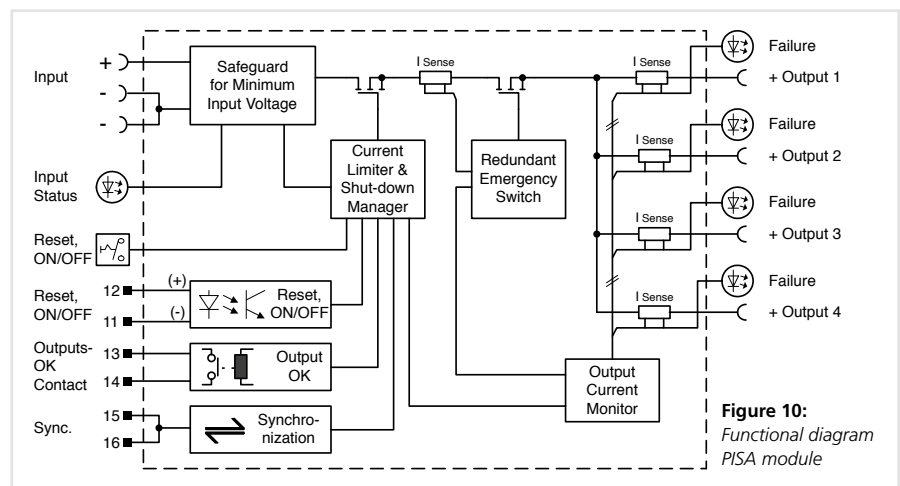 Failure
I Sense
I Sense
+ Output 1
Input
+
-
-
Safeguard
for Minimum
Input Voltage
Failure
I Sense
+ Output 2
Input
Status
Current
Limiter &
Shut-down
Manager
Redundant
Emergency
Switch
Failure
I Sense
+ Output 3
Reset,
ON/OFF
Failure
I Sense
+ Output 4
Reset,
ON/OFF
12
(+)
11
(-)
Reset,
ON/OFF
Outputs-
OK
Contact
13
14
Output
OK
Output
Current
Monitor
Sync.
15
16
Synchro-
nization
Figure 10:
Functional diagram
PISA module